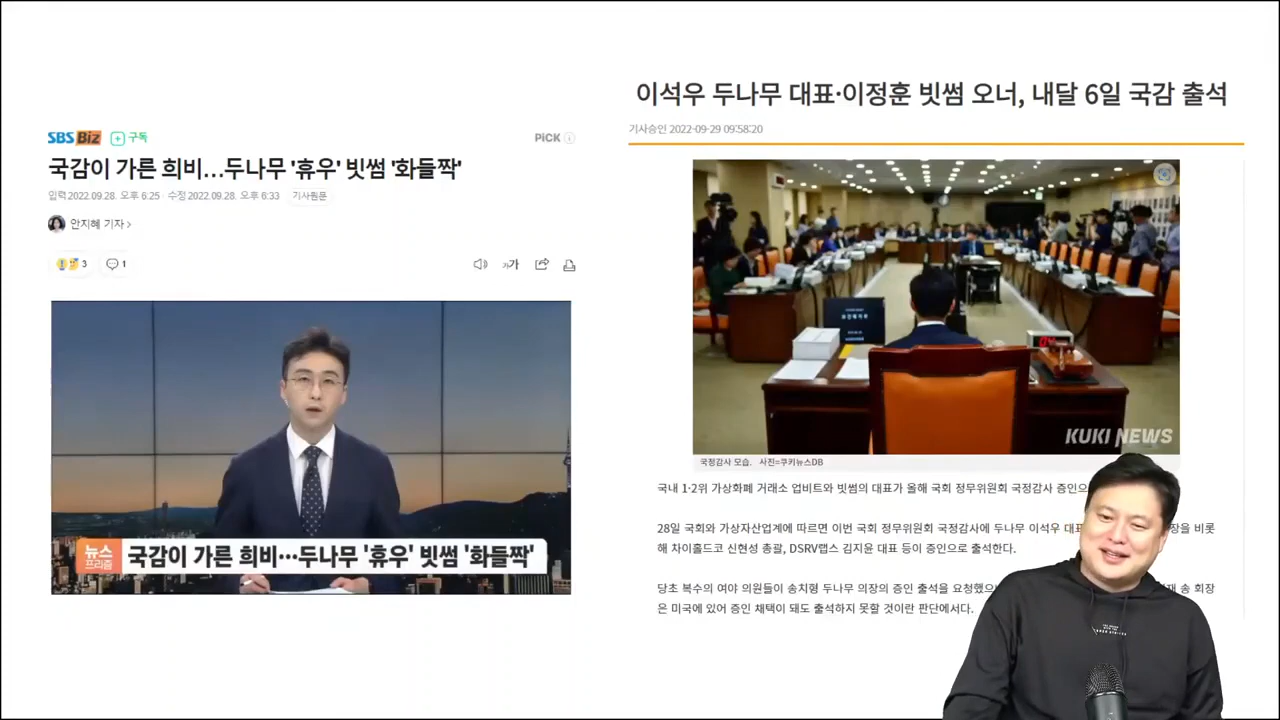 SBS Biz 구독
PiCK
국감이 가른 희비…두나무 '휴우' 빗썸 '화들짝'
입력 2022.09.28. 오후 6:25 · 수정 2022.09.28. 오후 6:33 기사원문
안지혜 기자
3 1
가가
뉴스
프리즘
국감이 가른 희비…두나무 '휴우' 빗썸 '화들짝'
이석우 두나무 대표·이정훈 빗썸 오너, 내달 6일 국감 출석
기사승인 2022-09-29 09:58:20
KUKI NEWS
국정감사 모습. 사진=쿠키뉴스DB
국내 1·2위 가상화폐 거래소 업비트와 빗썸의 대표가 올해 국회 정무위원회 국정감사 증인으
28일 국회와 가상자산업계에 따르면 이번 국회 정무위원회 국정감사에 두나무 이석우 대표 장을 비롯
해 차이홀드코 신현성 총괄, DSRV랩스 김지윤 대표 등이 증인으로 출석한다.
당초 복수의 여야 의원들이 송치형 두나무 의장의 증인 출석을 요청했으 송 회장
은 미국에 있어 증인 채택이 돼도 출석하지 못할 것이란 판단에서다.